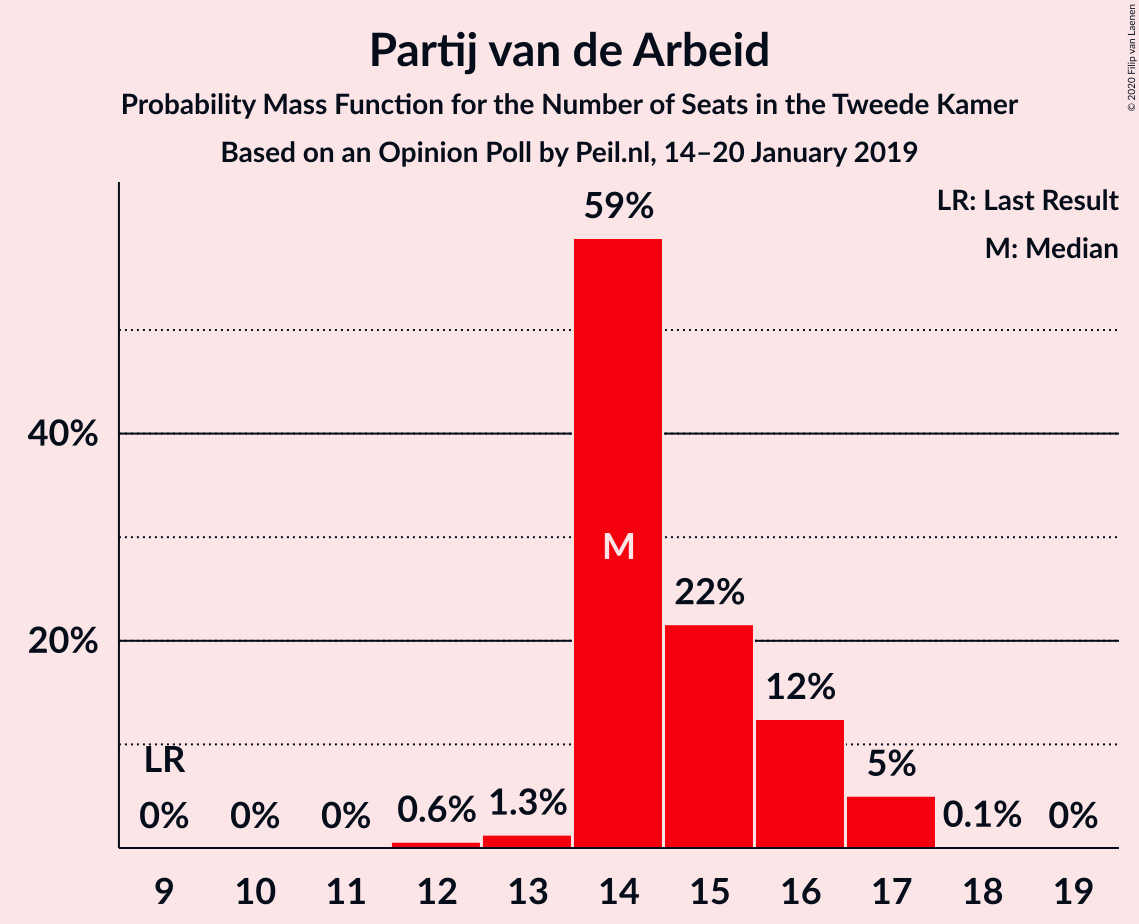 Partij van de Arbeid
Probability Mass Function for the Number of Seats in the Tweede Kamer
Based on an Opinion Poll by Peil.nl, 14–20 January 2019
© 2020 Filip van Laenen
LR: Last Result
M: Median
40%
20%
LR
0%
0%
0%
0.6%
1.3%
59%
M
22%
12%
5%
0.1%
0%
9 10 11 12 13 14 15 16 17 18 19